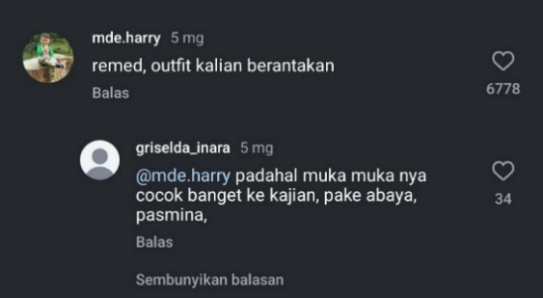 mde.harry 5 mg
remed, outfit kalian berantakan
Balas
6778
griselda_inara 5 mg
@mde.harry padahal muka muka nya
cocok banget ke kajian, pake abaya,
pasmina,
34
Balas
Sembunyikan balasan